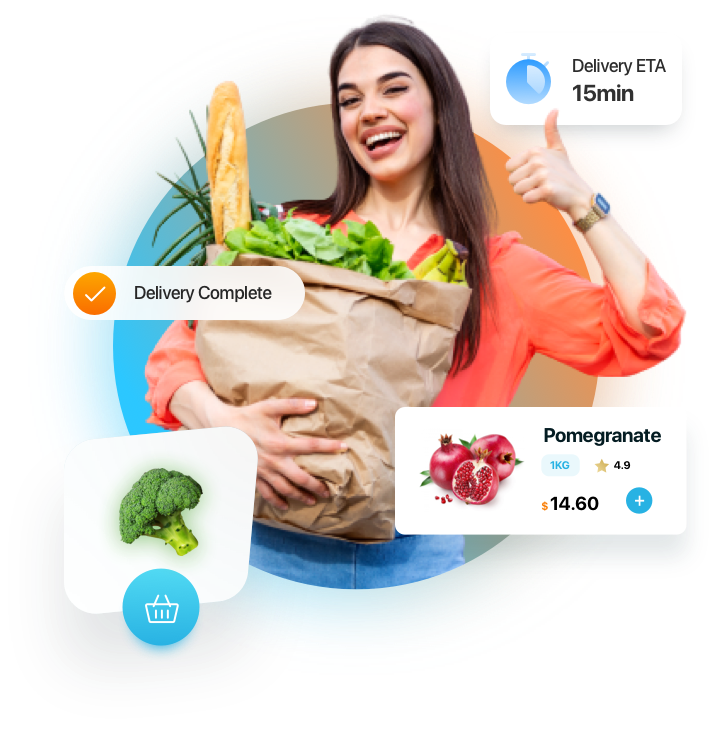 Delivery ETA
15min
Delivery Complete
Pomegranate
1KG
4.9
$14.60